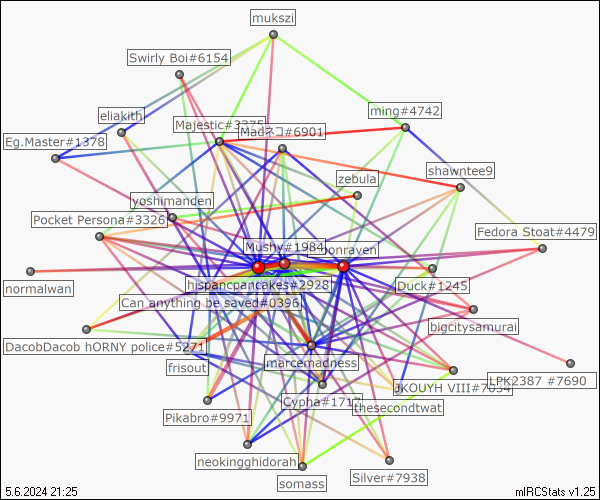 mukszi
Swirly Boi#6154
eliakith
ming#4742
Majestic#3375
Madネコ#6901
Eg.Master#1378
shawntee9
zebula
yoshimanden
Pocket Persona#3326
Fedora Stoat#4479
Mushy#1984
onraven
hispanicpancakes#2928
Duck#1245
normalwan
Can anything be saved#0396
bigcitysamurai
DacobDacob hORNY police#5271
marcemadness
frisout
LPK2387 #7690
JKOUYH VIII#7034
Cypha#1717
thesecondtwat
Pikabro#9971
neokingghidorah
Silver#7938
somass
5.6.2024 21:25
mIRCStats v1.25